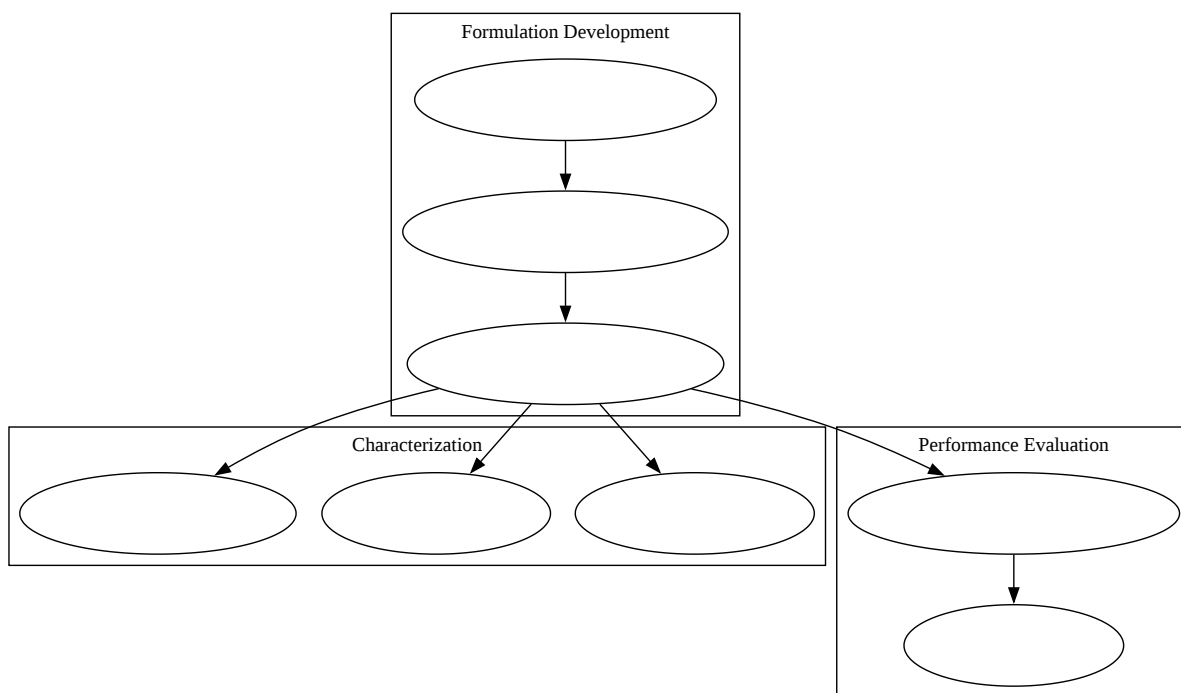 Formulation Development
Characterization
Performance Evaluation